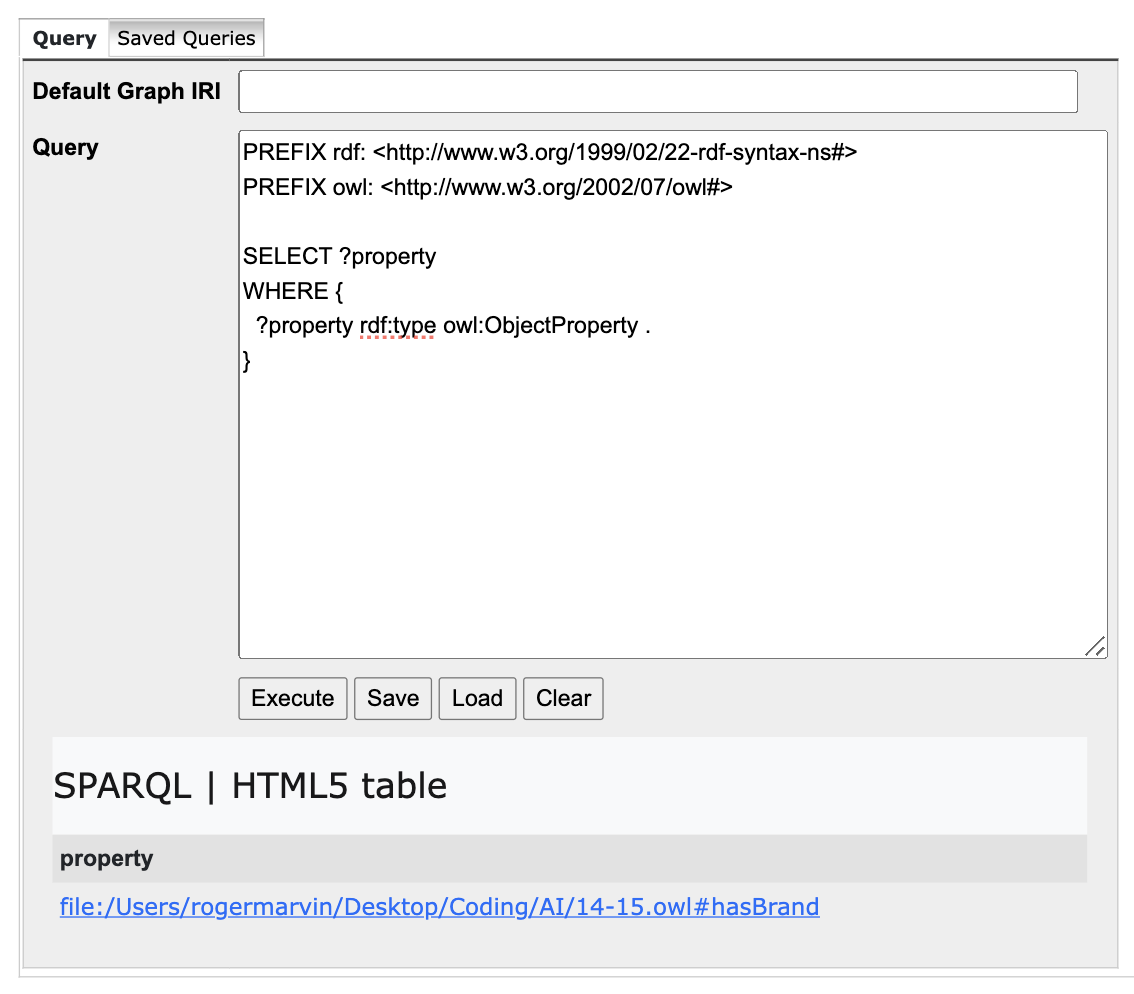 Query Saved Queries
Default Graph IRI
Query
PREFIX rdf: <http://www.w3.org/1999/02/22-rdf-syntax-ns#>
PREFIX owl: <http://www.w3.org/2002/07/owl#>
SELECT ?property
WHERE {
?property rdf:type owl:ObjectProperty .
}
Execute Save Load Clear
SPARQL | HTML5 table
property
file:/Users/rogermarvin/Desktop/Coding/AI/14-15.owl#hasBrand